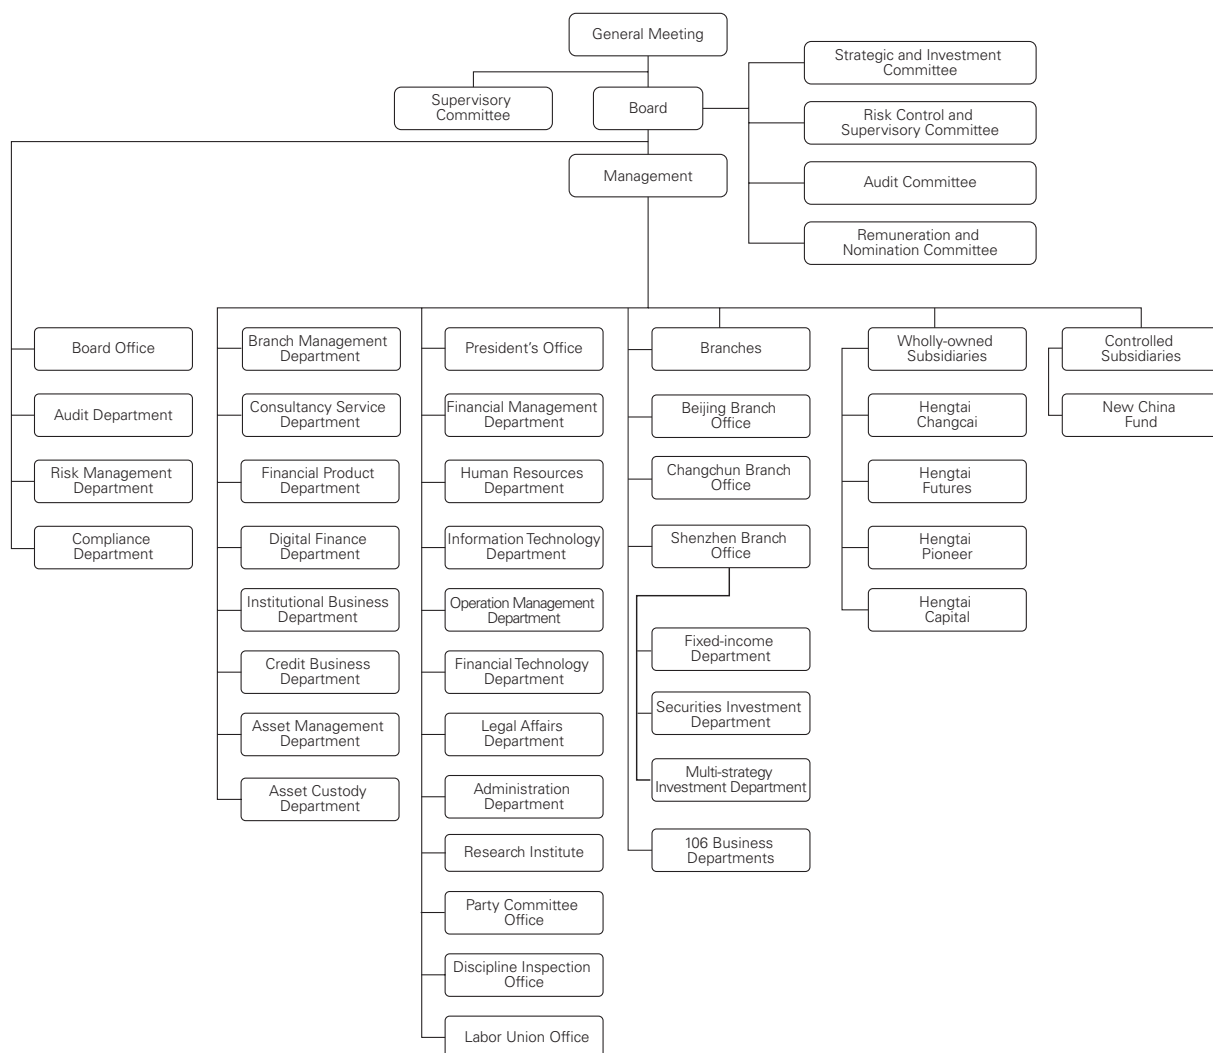 General Meeting
Supervisory
Committee
Board
Strategic and Investment
Committee
Risk Control and
Supervisory Committee
Management
Audit Committee
Remuneration and
Nomination Committee
Board Office
Audit Department
Risk Management
Department
Compliance
Department
Branch Management
Department
Consultancy Service
Department
Financial Product
Department
Digital Finance
Department
Institutional Business
Department
Credit Business
Department
Asset Management
Department
Asset Custody
Department
President's Office
Financial Management
Department
Human Resources
Department
Information Technology
Department
Operation Management
Department
Financial Technology
Department
Legal Affairs
Department
Administration
Department
Research Institute
Party Committee
Office
Discipline Inspection
Office
Labor Union Office
Branches
Beijing Branch
Office
Changchun Branch
Office
Shenzhen Branch
Office
Fixed-income
Department
Securities Investment
Department
Multi-strategy
Investment Department
106 Business
Departments
Wholly-owned
Subsidiaries
Hengtai
Changcai
Hengtai
Futures
Hengtai
Pioneer
Hengtai
Capital
Controlled
Subsidiaries
New China
Fund